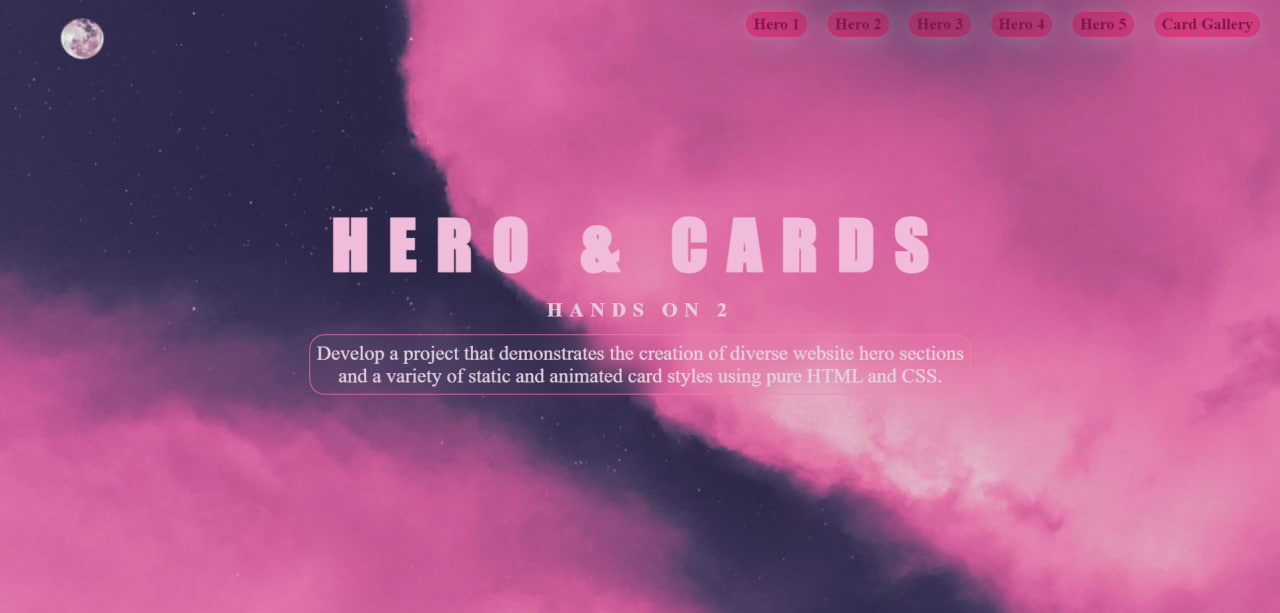 Hero 1 Hero 2 Hero 3 Hero 4 Hero 5 Card Gallery
HERO & CARDS
HANDS ON 2
Develop a project that demonstrates the creation of diverse website hero sections
and a variety of static and animated card styles using pure HTML and CSS.